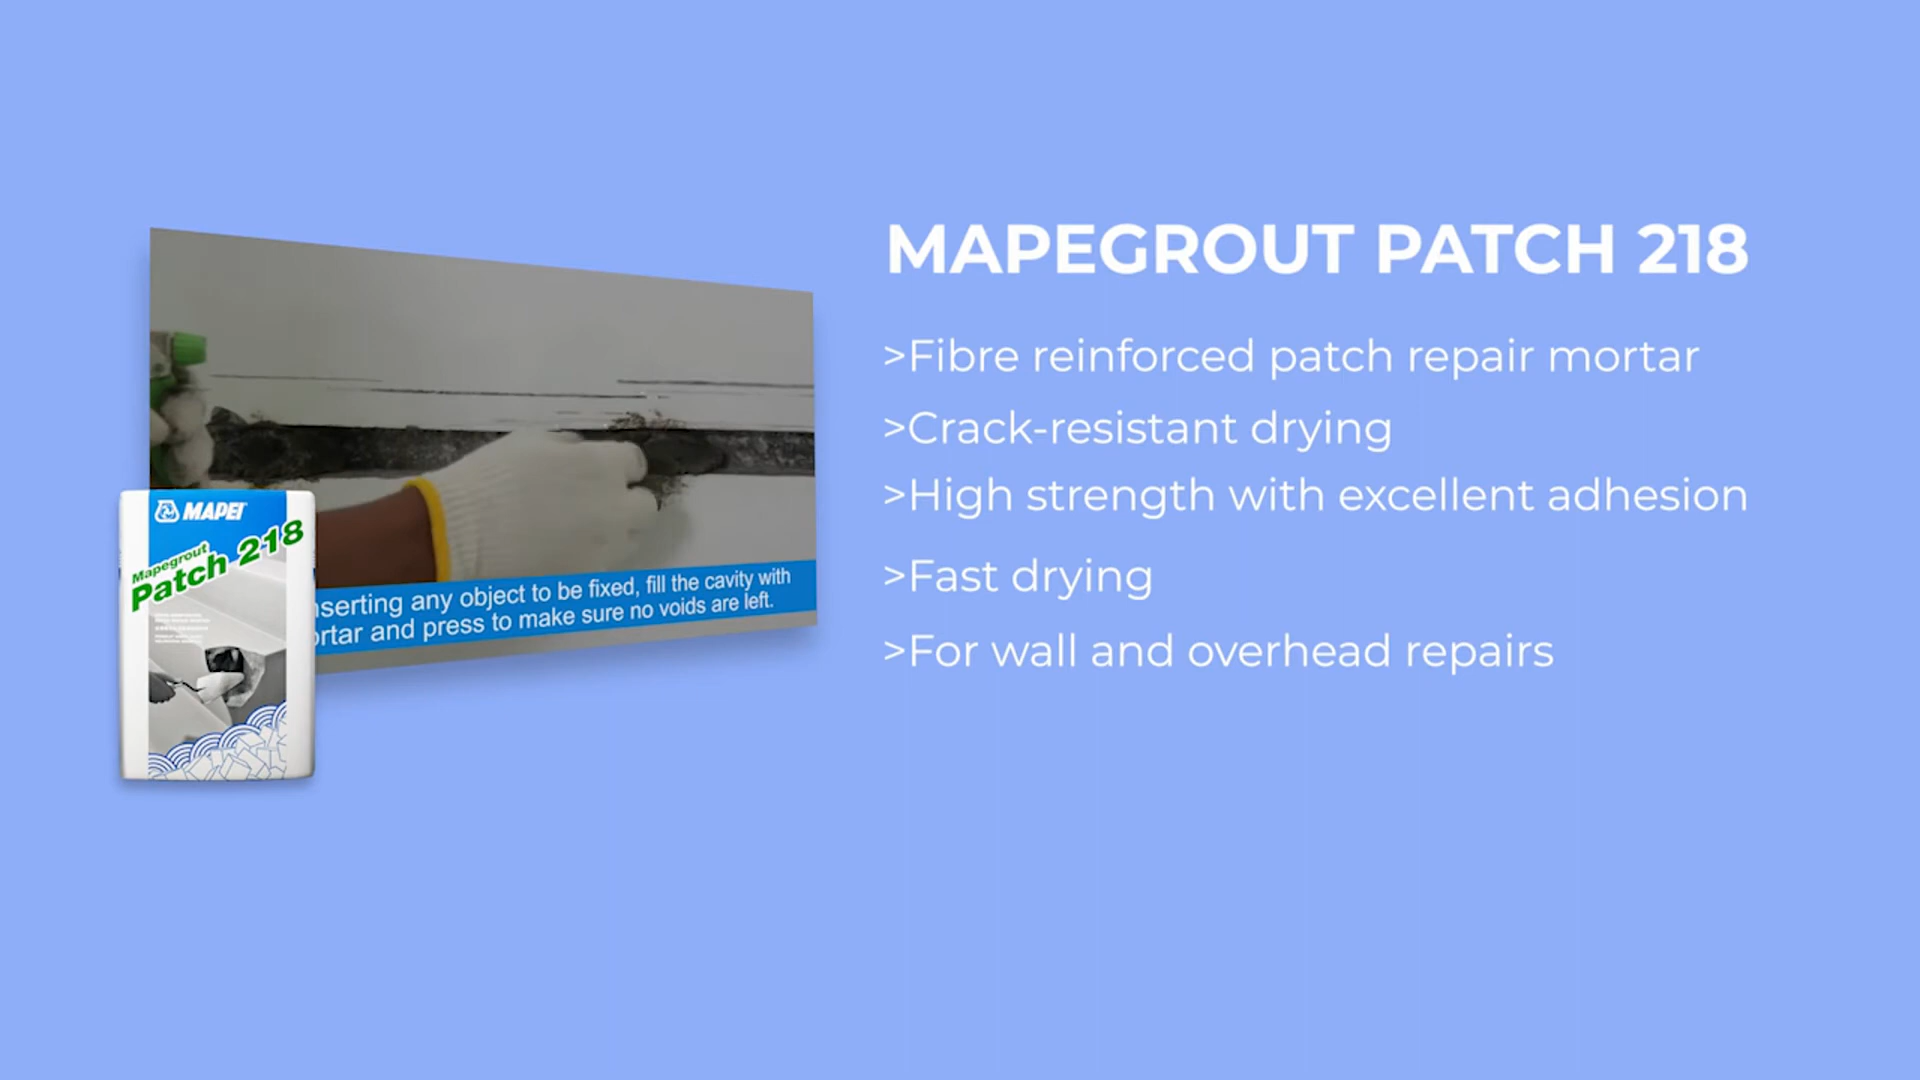 MAPEGROUT PATCH 218
>Fibre reinforced patch repair mortar
>Crack-resistant drying
>High strength with excellent adhesion
>Fast drying
>For wall and overhead repairs
nserting any object to be fixed, fill the cavity with
ortar and press to make sure no voids are left.
MAPEI
Mapegrout
Patch 218